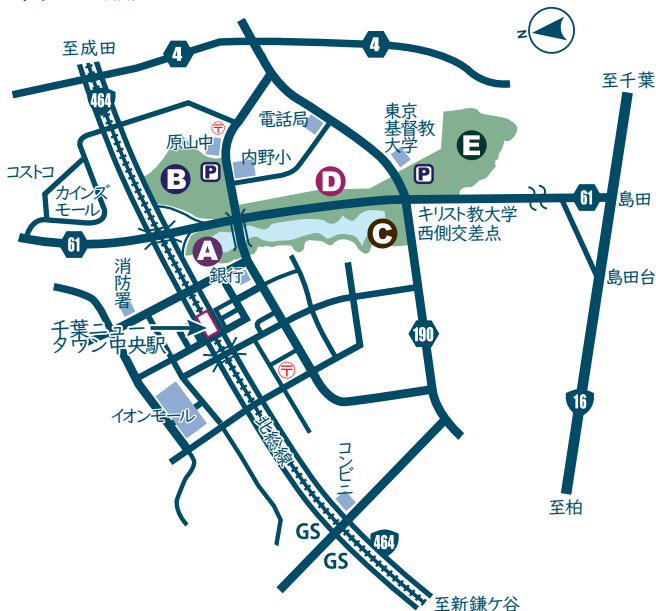 N
至成田
4
4
464
至千葉
原山中
〒
電話局
東京
基督教
大学
内野小
P
B
D
P
E
コストコ
カインズ
モール
61
61
島田
キリスト教大学
西側交差点
A
C
銀行
消防署
島田台
千葉ニュー
タウン中央駅
190
〒
16
イオンモール
北総線
コンビニ
至柏
GS
GS
464
至新鎌ケ谷